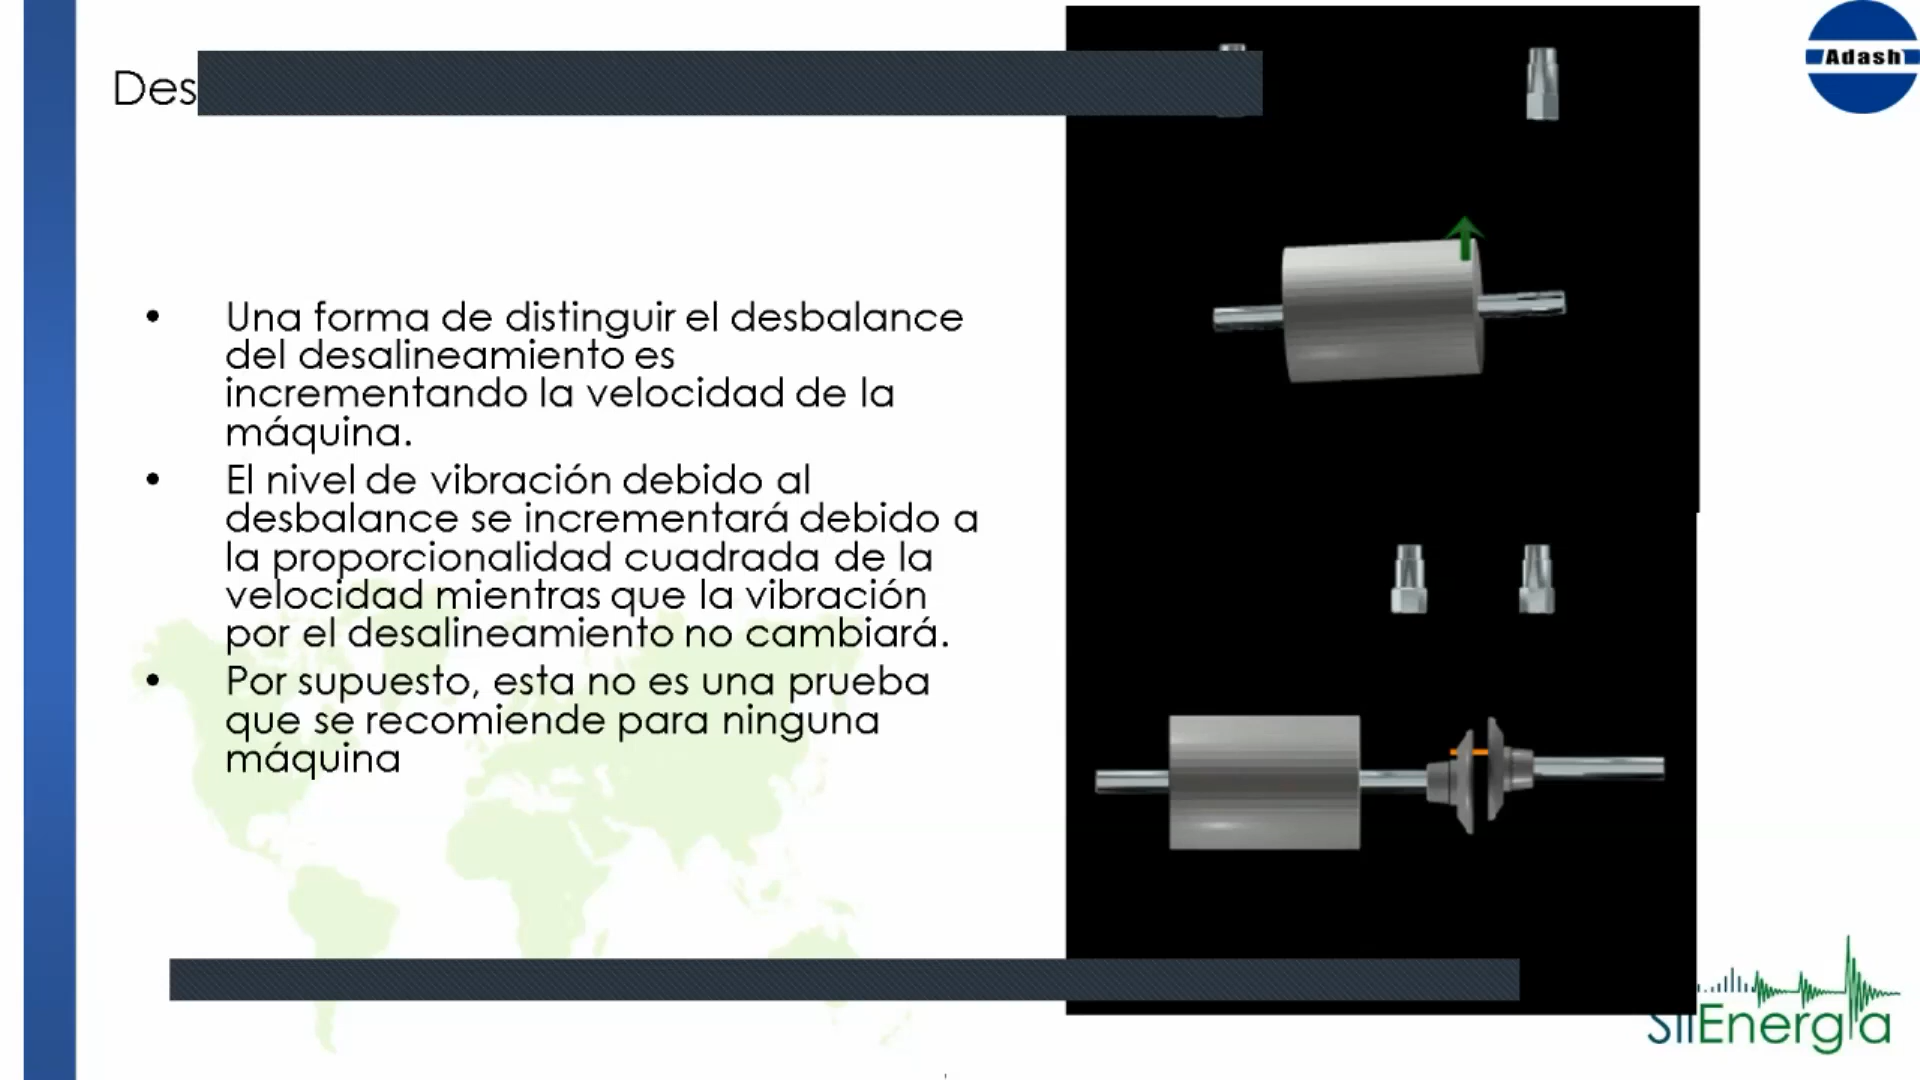 Des
Adash
• Una forma de distinguir el desbalance
del desalineamiento es
incrementando la velocidad de la
máquina.
• El nivel de vibración debido al
desbalance se incrementará debido a
la proporcionalidad cuadrada de la
velocidad mientras que la vibración
por el desalineamiento no cambiará.
• Por supuesto, esta no es una prueba
que se recomiende para ninguna
máquina